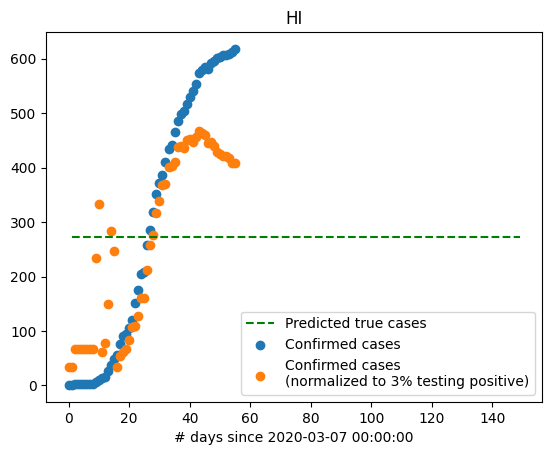 HI
600
500
400
300
200
100
0
Predicted true cases
Confirmed cases
Confirmed cases
(normalized to 3% testing positive)
0 20 40 60 80 100 120 140
# days since 2020-03-07 00:00:00